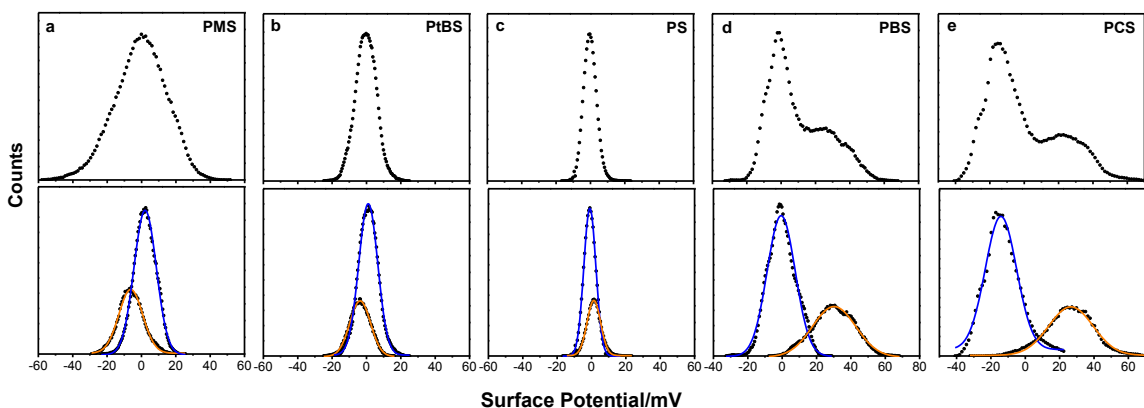 a PMS
b PtBS
c PS
d PBS
e PCS
Counts
-60 -40 -20 0 20 40 60
-60 -40 -20 0 20 40 60
-60 -40 -20 0 20 40 60
-40 -20 0 20 40 60 80
-40 -20 0 20 40 60
Surface Potential/mV